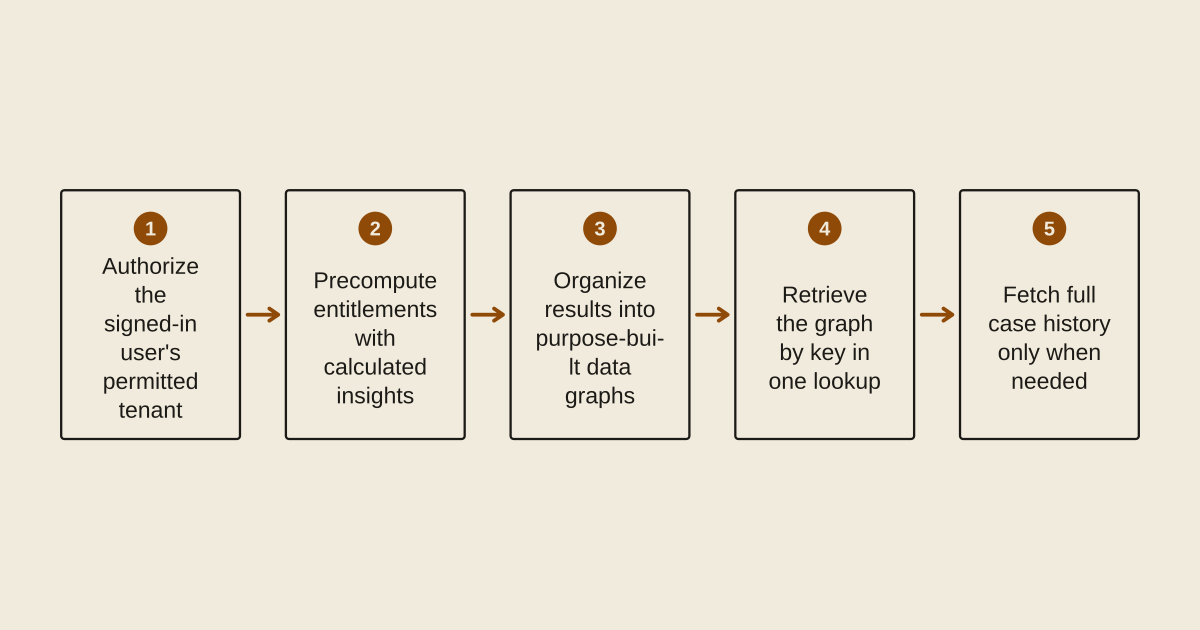 1
Authorize
the
signed-in
user's
permitted
tenant
2
Precompute
entitlements
with
calculated
insights
3
Organize
results into
purpose-bui-
lt data
graphs
4
Retrieve
the graph
by key in
one lookup
5
Fetch full
case history
only when
needed